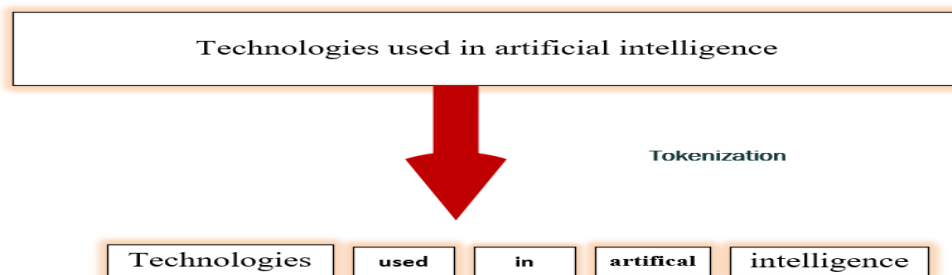 Technologies used in artificial intelligence
Tokenization
Technologies used in artifical intelligence